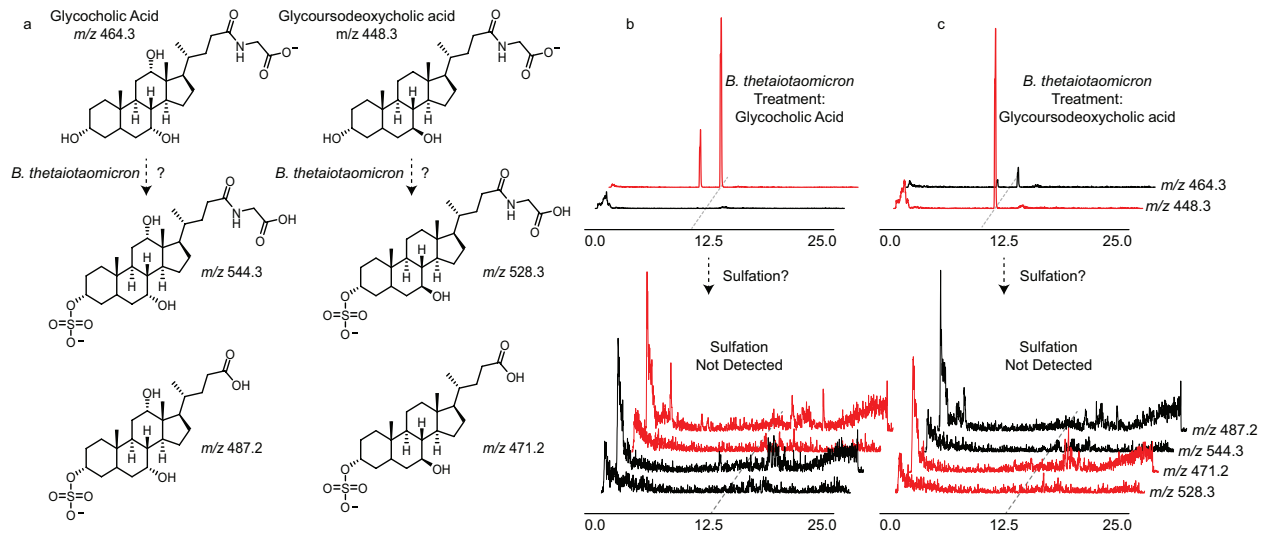 a
Glycocholic Acid
m/z 464.3
Glycoursodeoxycholic acid
m/z 448.3
OH
O
N
H
O
O−
HO
OH
H
H
H
O
N
H
O
O−
HO
OH
H
H
H
B. thetaiotaomicron
?
B. thetaiotaomicron
?
OH
O
N
H
OH
O
H
H
H
O
OH
O=S=O
O−
m/z 544.3
O
N
H
OH
O
H
H
H
O
OH
O=S=O
O−
m/z 528.3
O
OH
OH
H
H
H
O
OH
O=S=O
O−
m/z 487.2
O
OH
H
H
H
O
OH
O=S=O
O−
m/z 471.2
b
B. thetaiotaomicron
Treatment:
Glycocholic Acid
0.0
12.5
25.0
Sulfation?
Sulfation
Not Detected
0.0
12.5
25.0
c
B. thetaiotaomicron
Treatment:
Glycoursodeoxycholic acid
m/z 464.3
m/z 448.3
0.0
12.5
25.0
Sulfation?
Sulfation
Not Detected
m/z 487.2
m/z 544.3
m/z 471.2
m/z 528.3
0.0
12.5
25.0